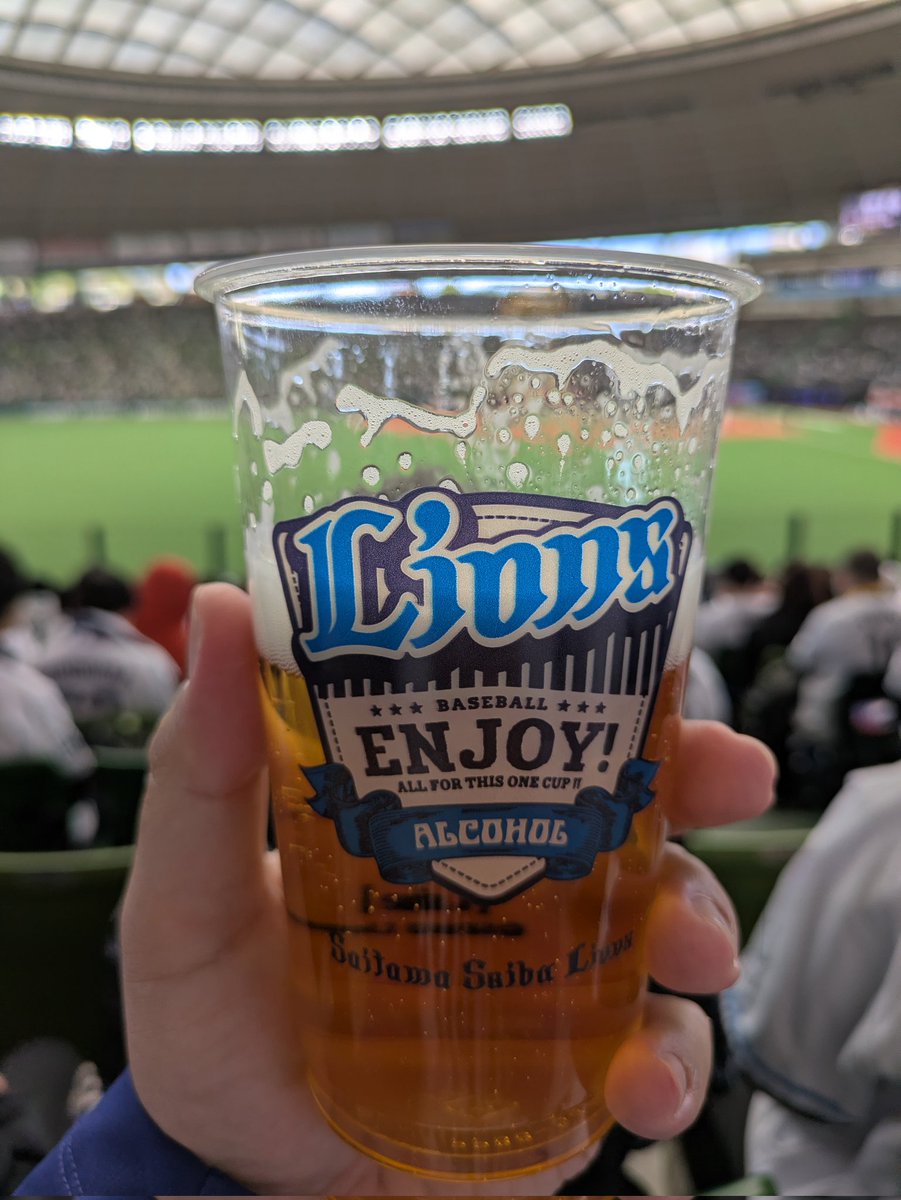 Lions
★★★ BASEBALL ★★★
ENJOY!
ALL FOR THIS ONE CUP!!
ALCOHOL
Saitama Seibu Lions